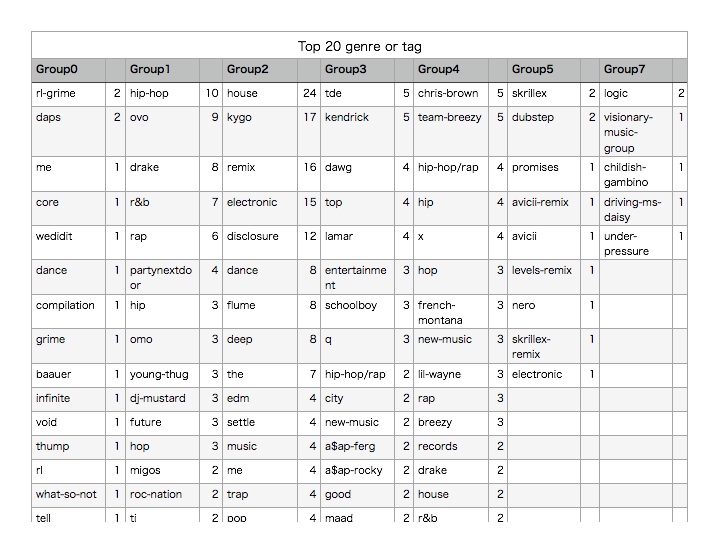 Top 20 genre or tag
Group0 Group1 Group2 Group3 Group4 Group5 Group7
rl-grime 2 hip-hop 10 house 24 tde 5 chris-brown 5 skrillex 2 logic 2
daps 2 ovo 9 kygo 17 kendrick 5 team-breezy 5 dubstep 2 visionary-
music-
group 1
me 1 drake 8 remix 16 dawg 4 hip-hop/rap 4 promises 1 childish-
gambino 1
core 1 r&b 7 electronic 15 top 4 hip 4 avicii-remix 1 driving-ms-
daisy 1
wedidit 1 rap 6 disclosure 12 lamar 4 x 4 avicii 1 under-
pressure 1
dance 1 partynextdo
or 4 dance 8 entertainme
nt 3 hop 3 levels-remix 1
compilation 1 hip 3 flume 8 schoolboy 3 french-
montana 3 nero 1
grime 1 omo 3 deep 8 q 3 new-music 3 skrillex-
remix 1
baauer 1 young-thug 3 the 7 hip-hop/rap 2 lil-wayne 3 electronic 1
infinite 1 dj-mustard 3 edm 4 city 2 rap 3
void 1 future 3 settle 4 new-music 2 breezy 3
thump 1 hop 3 music 4 a$ap-ferg 2 records 2
rl 1 migos 2 me 4 a$ap-rocky 2 drake 2
what-so-not 1 roc-nation 2 trap 4 good 2 house 2
tell 1 ti 2 pop 4 maad 2 r&b 2